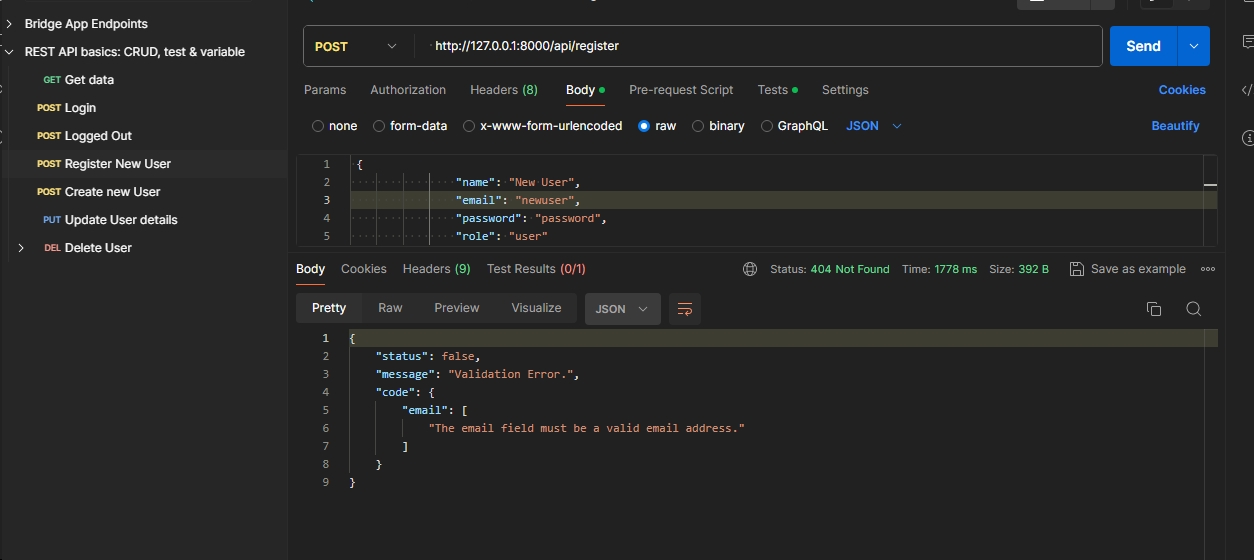 Bridge App Endpoints
REST API basics: CRUD, test & variable
GET Get data
POST Login
POST Logged Out
POST Register New User
POST Create new User
PUT Update User details
DEL Delete User
POST http://127.0.0.1:8000/api/register Send
Params Authorization Headers (8) Body Pre-request Script Tests Settings Cookies
none form-data x-www-form-urlencoded raw binary GraphQL JSON Beautify
1 {
2 "name": "New User",
3 "email": "newuser",
4 "password": "password",
5 "role": "user"
Body Cookies Headers (9) Test Results (0/1) Status: 404 Not Found Time: 1778 ms Size: 392 B Save as example
Pretty Raw Preview Visualize JSON
1 {
2 "status": false,
3 "message": "Validation Error.",
4 "code": {
5 "email": [
6 "The email field must be a valid email address."
7 ]
8 }
9 }